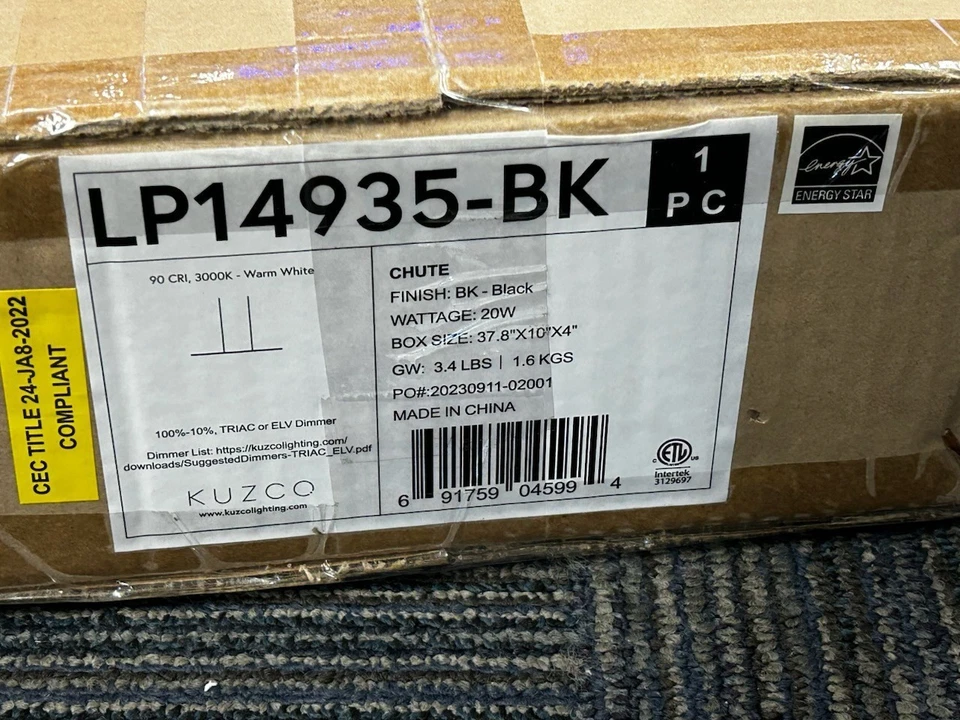 LP14935-BK
1
PC
energy
ENERGY STAR
CEC TITLE 24-JA8-2022
COMPLIANT
90 CRI, 3000K - Warm White
100%-10%, TRIAC or ELV Dimmer
Dimmer List: https://kuzcolighting.com/
downloads/SuggestedDimmers-TRIAC_ELV.pdf
KUZCO
www.kuzcolighting.com
CHUTE
FINISH: BK - Black
WATTAGE: 20W
BOX SIZE: 37.8"X10"X4"
GW: 3.4 LBS | 1.6 KGS
PO#:20230911-02001
MADE IN CHINA
6 91759 04599 4
c ETL us
Intertek
3129697